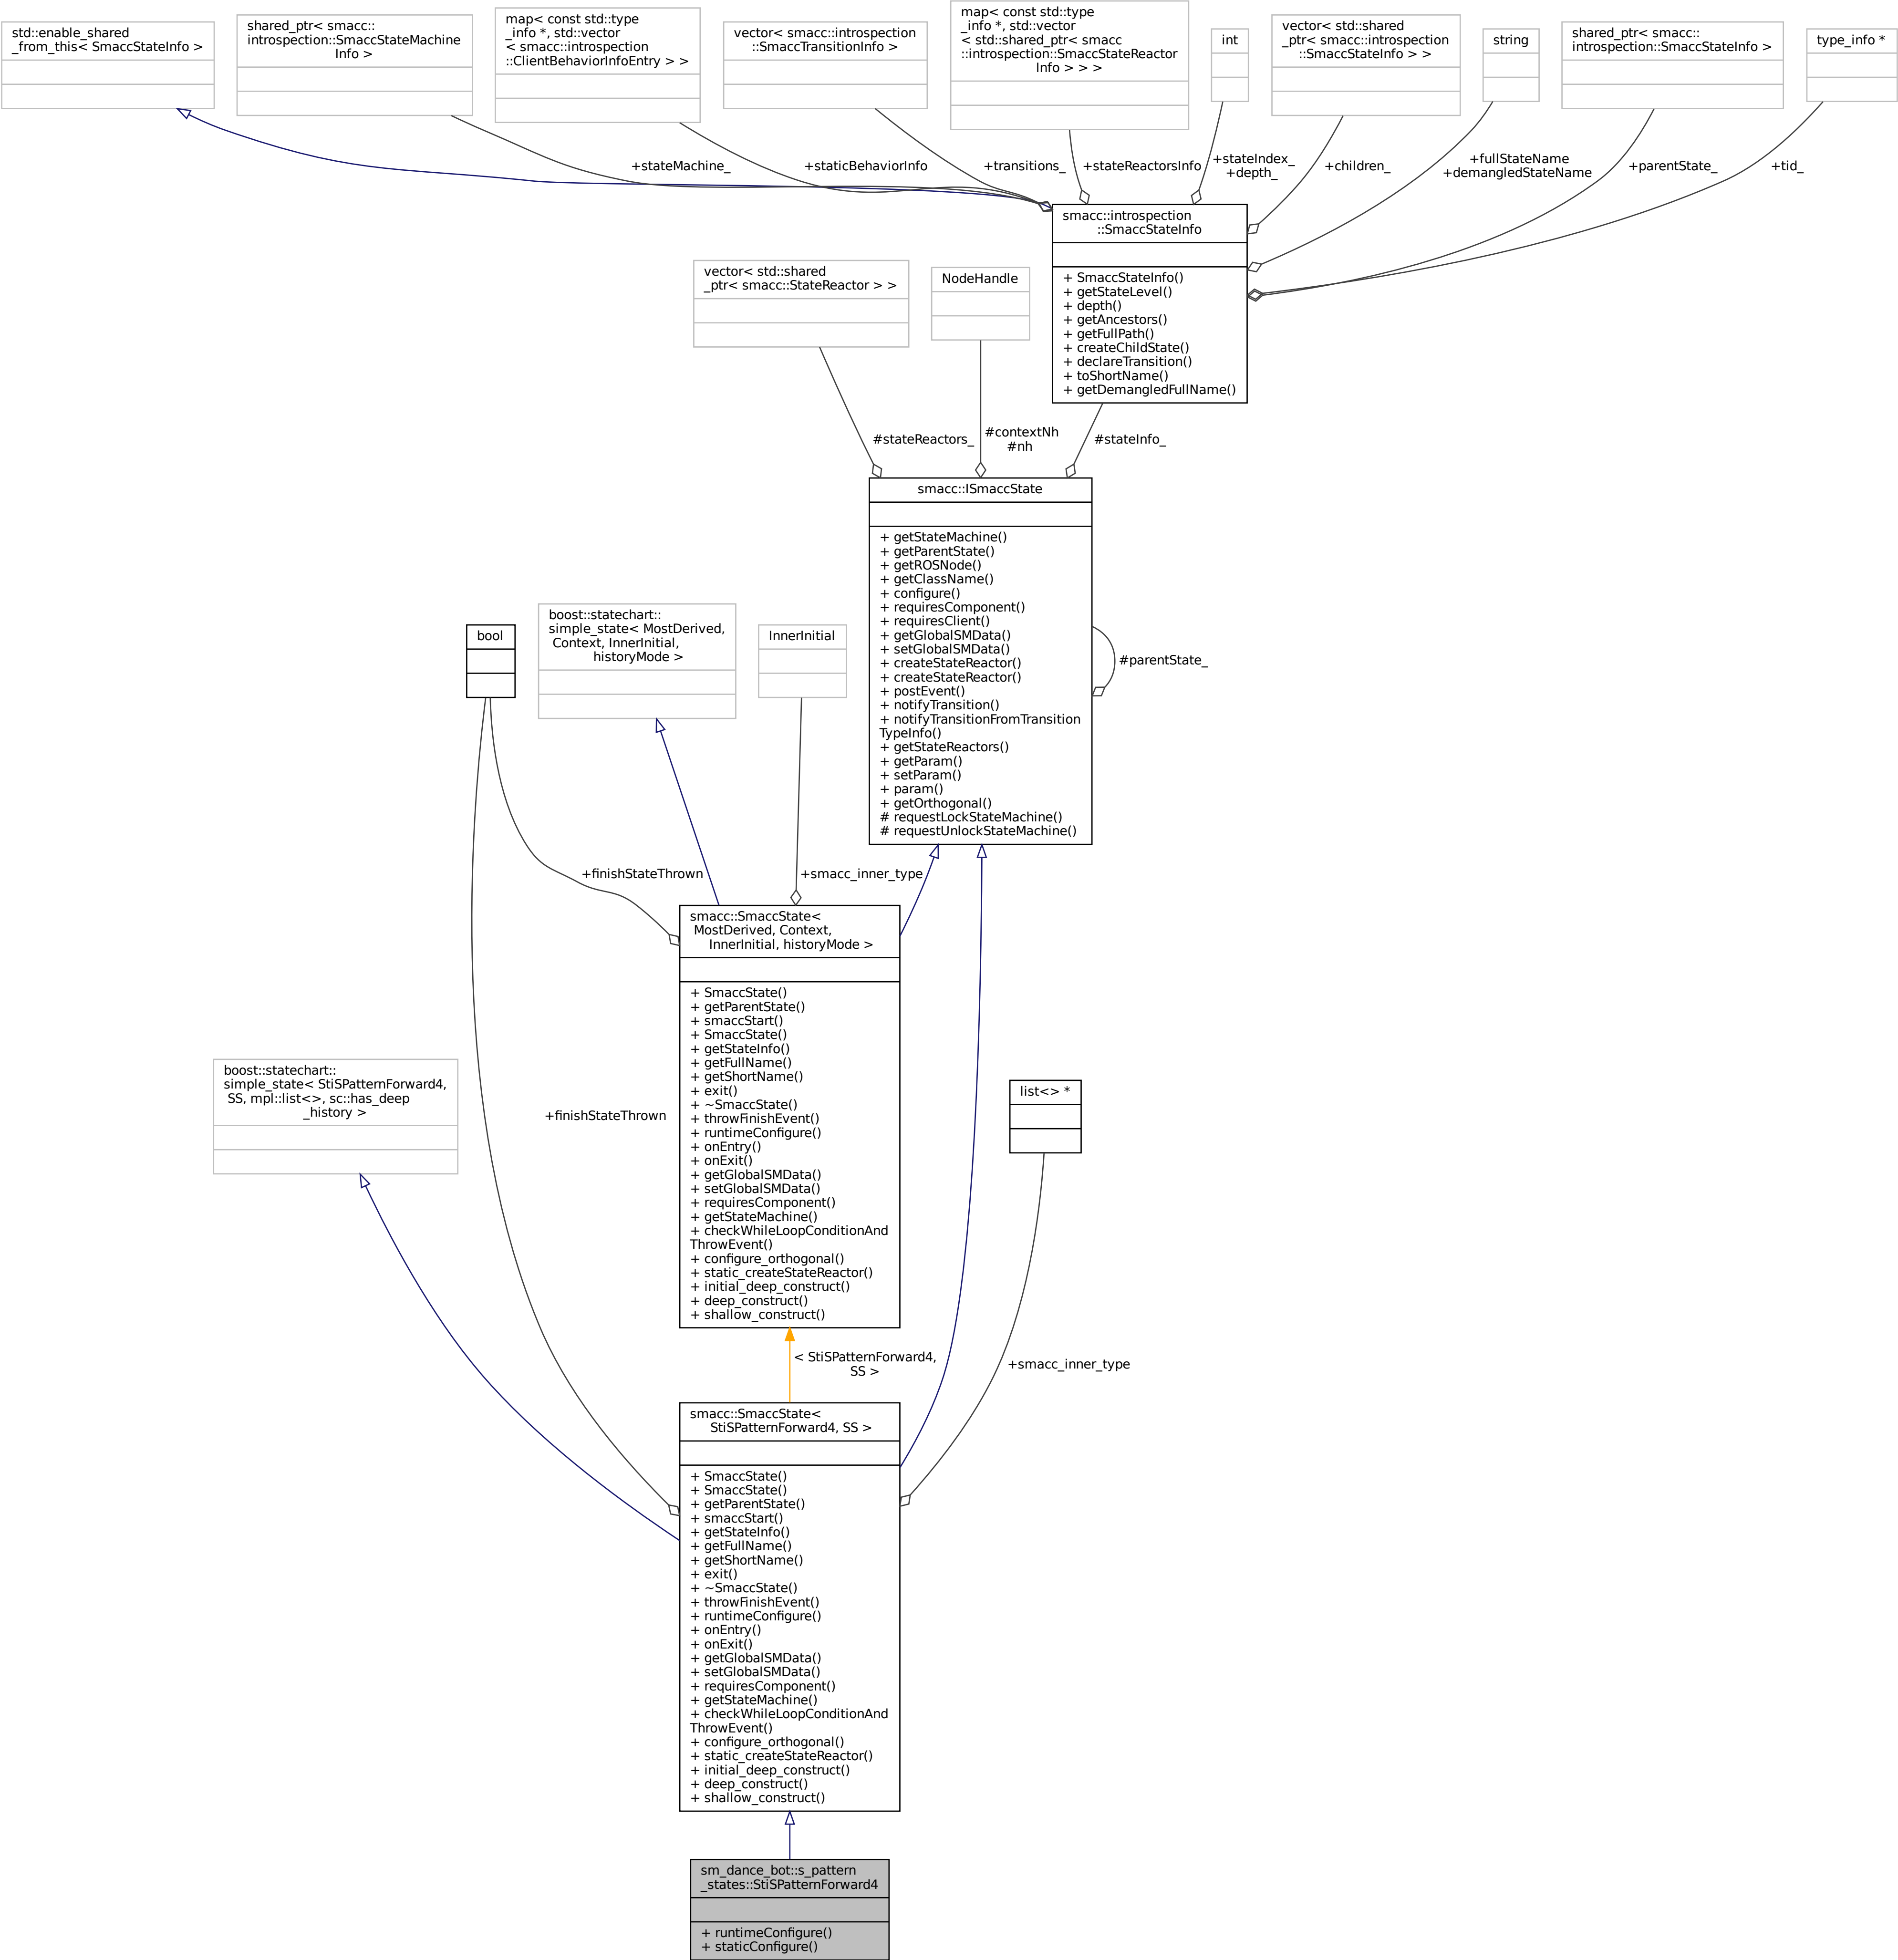 std::enable_shared
_from_this< SmaccStateInfo >
shared_ptr< smacc::
introspection::SmaccStateMachine
Info >
map< const std::type
_info *, std::vector
< smacc::introspection
::ClientBehaviorInfoEntry > >
vector< smacc::introspection
::SmaccTransitionInfo >
map< const std::type
_info *, std::vector
< std::shared_ptr< smacc
::introspection::SmaccStateReactor
Info > > >
int
vector< std::shared
_ptr< smacc::introspection
::SmaccStateInfo > >
string
shared_ptr< smacc::
introspection::SmaccStateInfo >
type_info *
+stateMachine_
+staticBehaviorInfo
+transitions_
+stateReactorsInfo
+stateIndex_
+depth_
+children_
+fullStateName
+demangledStateName
+parentState_
+tid_
smacc::introspection
::SmaccStateInfo
+ SmaccStateInfo()
+ getStateLevel()
+ depth()
+ getAncestors()
+ getFullPath()
+ createChildState()
+ declareTransition()
+ toShortName()
+ getDemangledFullName()
vector< std::shared
_ptr< smacc::StateReactor > >
NodeHandle
#stateReactors_
#contextNh
#nh
#stateInfo_
smacc::ISmaccState
+ getStateMachine()
+ getParentState()
+ getROSNode()
+ getClassName()
+ configure()
+ requiresComponent()
+ requiresClient()
+ getGlobalSMData()
+ setGlobalSMData()
+ createStateReactor()
+ createStateReactor()
+ postEvent()
+ notifyTransition()
+ notifyTransitionFromTransition
TypeInfo()
+ getStateReactors()
+ getParam()
+ setParam()
+ param()
+ getOrthogonal()
# requestLockStateMachine()
# requestUnlockStateMachine()
#parentState_
bool
boost::statechart::
simple_state< MostDerived,
Context, InnerInitial,
historyMode >
InnerInitial
+finishStateThrown
+smacc_inner_type
smacc::SmaccState<
MostDerived, Context,
InnerInitial, historyMode >
+ SmaccState()
+ getParentState()
+ smaccStart()
+ SmaccState()
+ getStateInfo()
+ getFullName()
+ getShortName()
+ exit()
+ ~SmaccState()
+ throwFinishEvent()
+ runtimeConfigure()
+ onEntry()
+ onExit()
+ getGlobalSMData()
+ setGlobalSMData()
+ requiresComponent()
+ getStateMachine()
+ checkWhileLoopConditionAnd
ThrowEvent()
+ configure_orthogonal()
+ static_createStateReactor()
+ initial_deep_construct()
+ deep_construct()
+ shallow_construct()
boost::statechart::
simple_state< StiSPatternForward4,
SS, mpl::list<>, sc::has_deep
_history >
+finishStateThrown
list<> *
< StiSPatternForward4,
SS >
+smacc_inner_type
smacc::SmaccState<
StiSPatternForward4, SS >
+ SmaccState()
+ SmaccState()
+ getParentState()
+ smaccStart()
+ getStateInfo()
+ getFullName()
+ getShortName()
+ exit()
+ ~SmaccState()
+ throwFinishEvent()
+ runtimeConfigure()
+ onEntry()
+ onExit()
+ getGlobalSMData()
+ setGlobalSMData()
+ requiresComponent()
+ getStateMachine()
+ checkWhileLoopConditionAnd
ThrowEvent()
+ configure_orthogonal()
+ static_createStateReactor()
+ initial_deep_construct()
+ deep_construct()
+ shallow_construct()
sm_dance_bot::s_pattern
_states::StiSPatternForward4
+ runtimeConfigure()
+ staticConfigure()